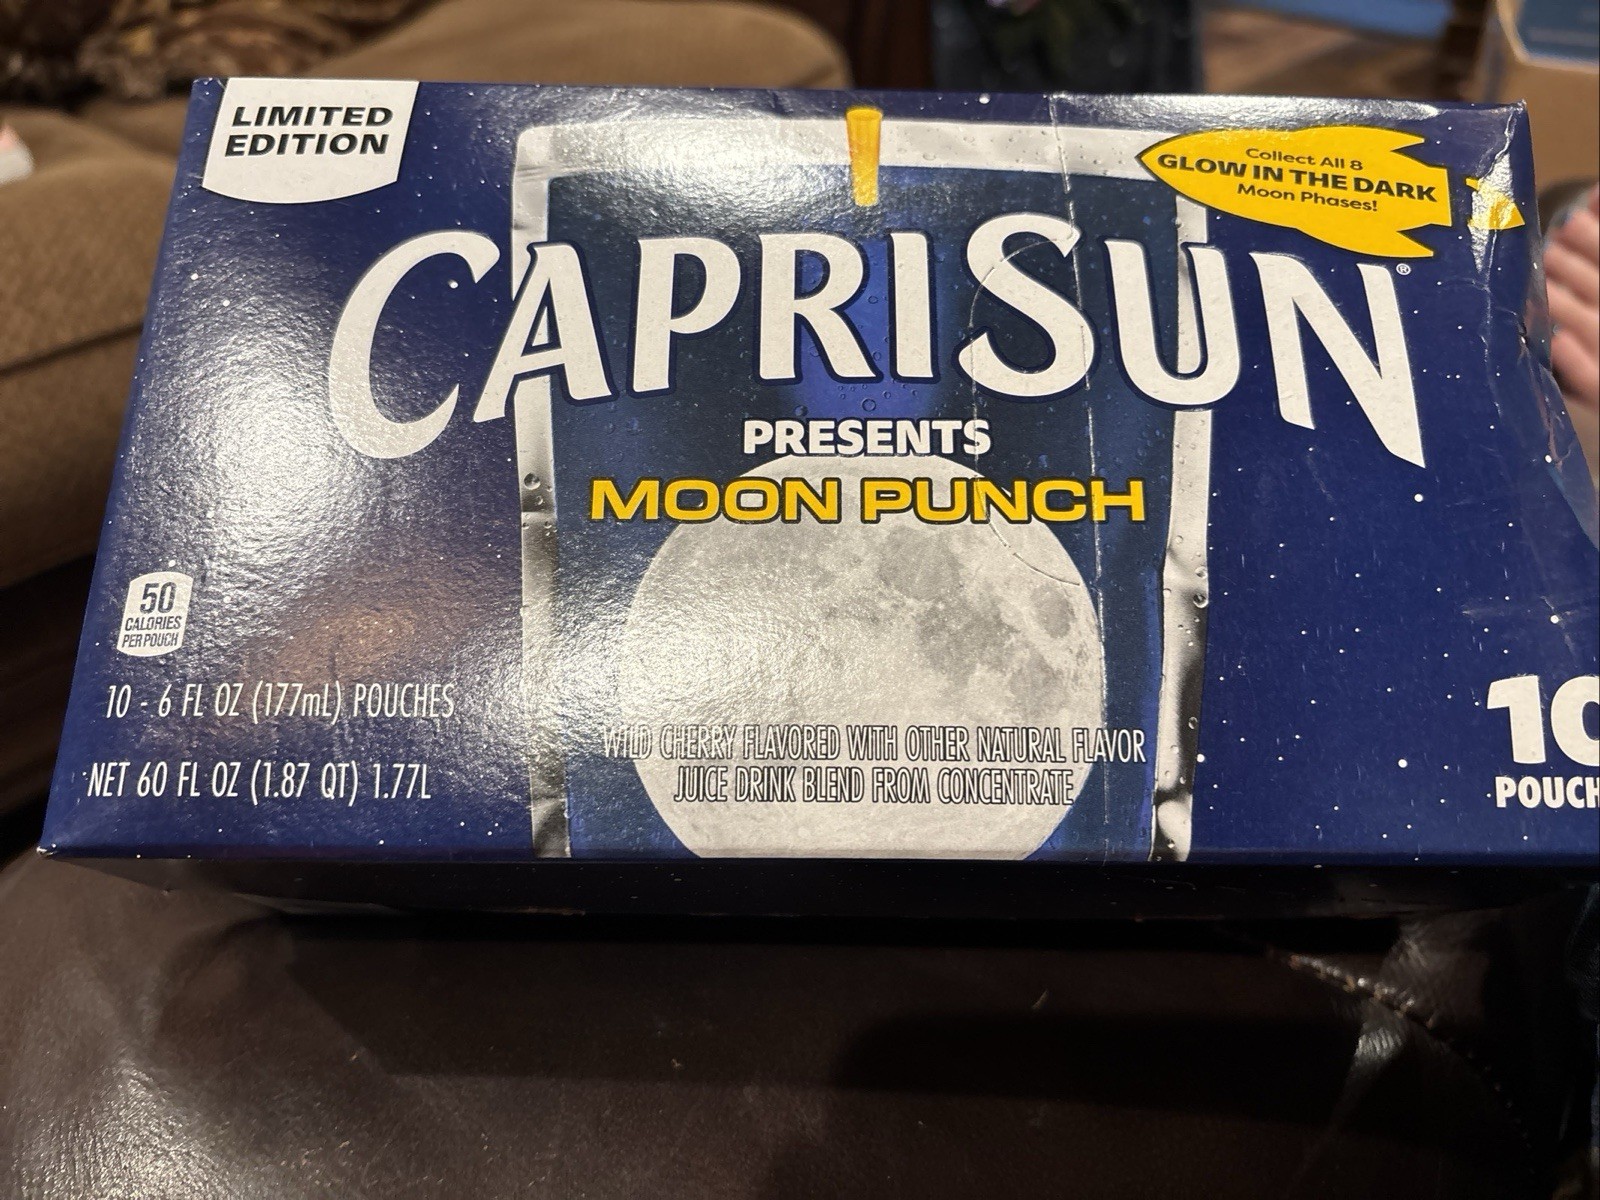 LIMITED
EDITION
Collect All 8
GLOW IN THE DARK
Moon Phases!
CAPRISUN®
PRESENTS
MOON PUNCH
50
CALORIES
PER POUCH
10 - 6 FL OZ (177mL) POUCHES
NET 60 FL OZ (1.87 QT) 1.77L
WILD CHERRY FLAVORED WITH OTHER NATURAL FLAVOR
JUICE DRINK BLEND FROM CONCENTRATE
10
POUCH